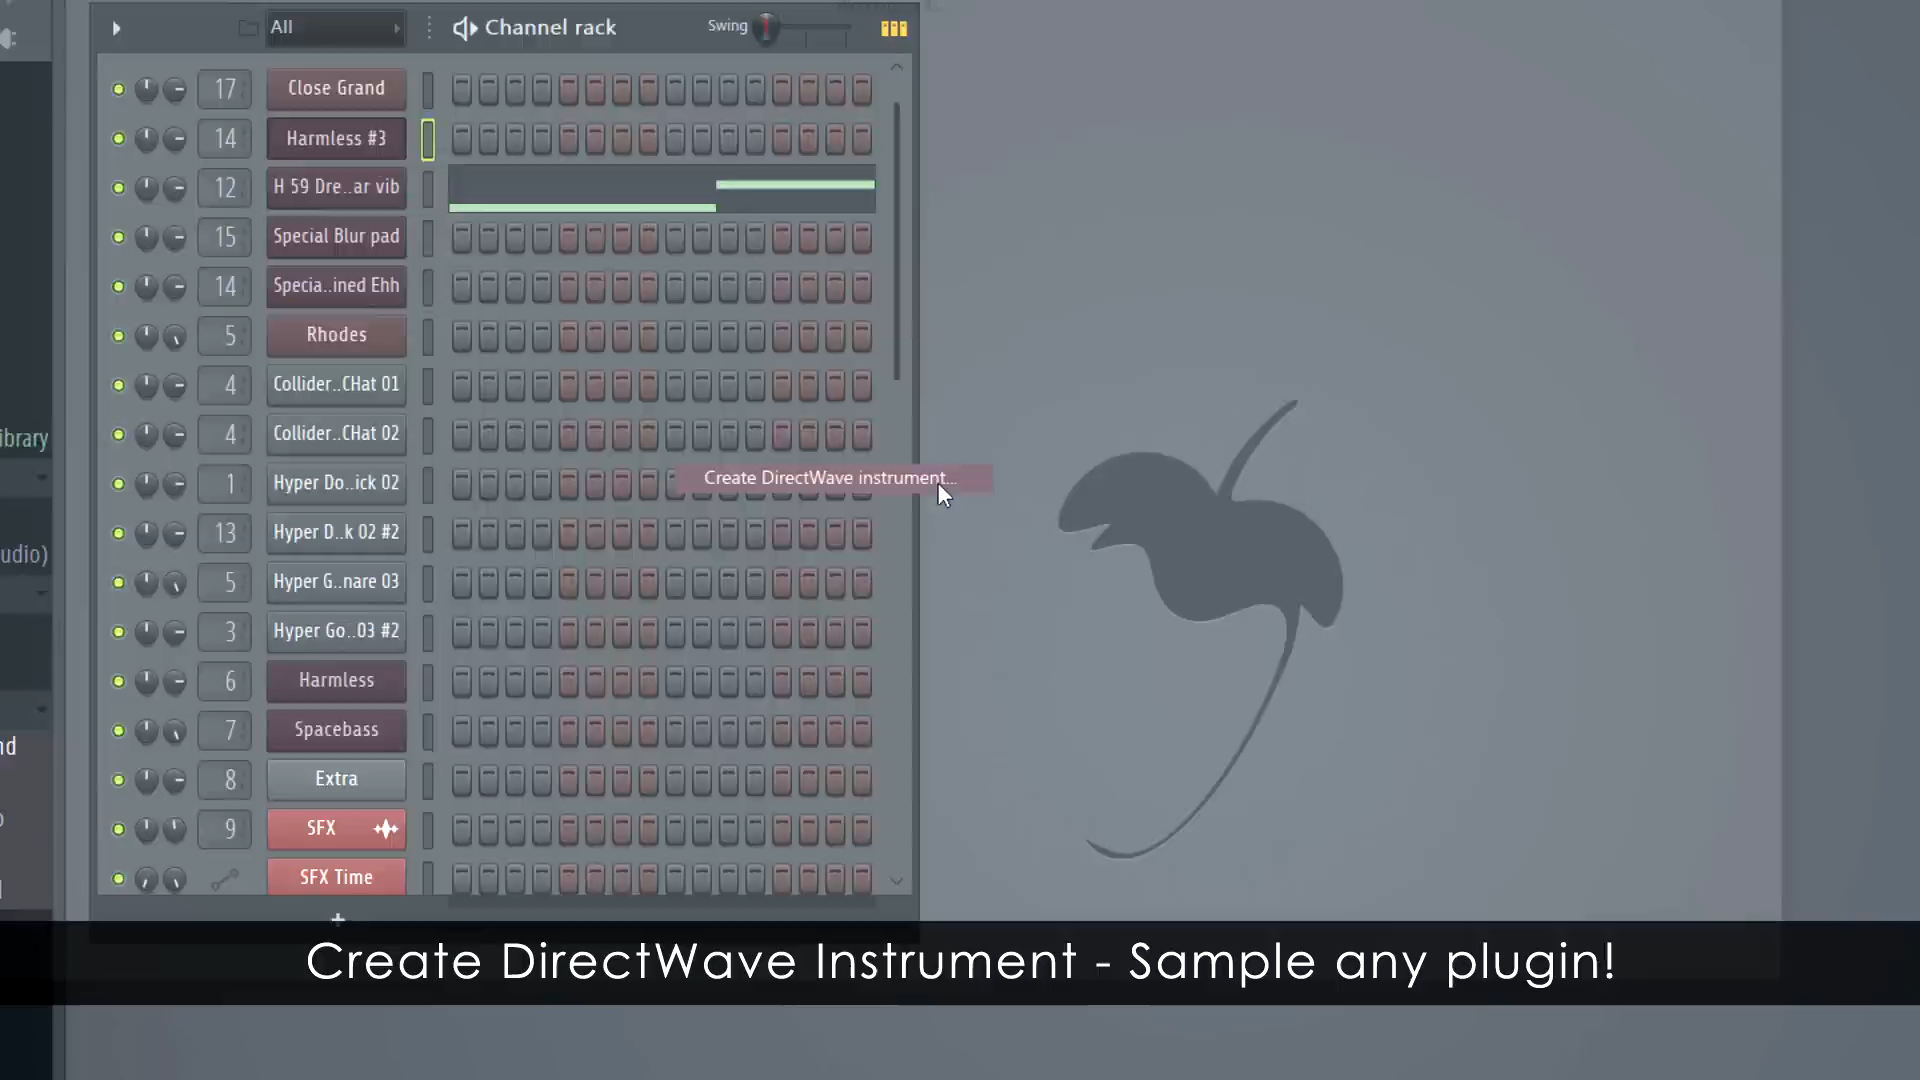 All
Channel rack
Swing
17 Close Grand
14 Harmless #3
12 H 59 Dre..ar vib
15 Special Blur pad
14 Specia..ined Ehh
5 Rhodes
4 Collider..CHat 01
ibrary
4 Collider..CHat 02
1 Hyper Do..ick 02
Create DirectWave instrument...
13 Hyper D..k 02 #2
udio)
5 Hyper G..nare 03
3 Hyper Go..03 #2
6 Harmless
7 Spacebass
nd
8 Extra
9 SFX
SFX Time
+
Create DirectWave Instrument - Sample any plugin!